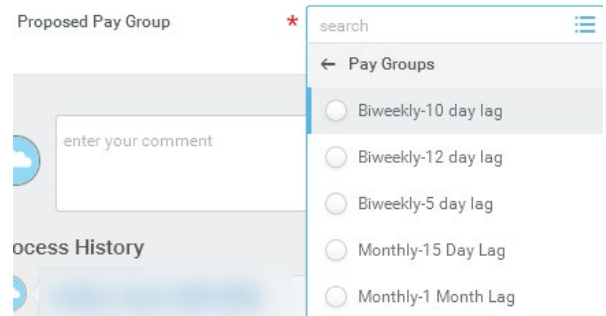 Proposed Pay Group *
search
← Pay Groups
Biweekly-10 day lag
enter your comment
Biweekly-12 day lag
Biweekly-5 day lag
ocess History
Monthly-15 Day Lag
Monthly-1 Month Lag